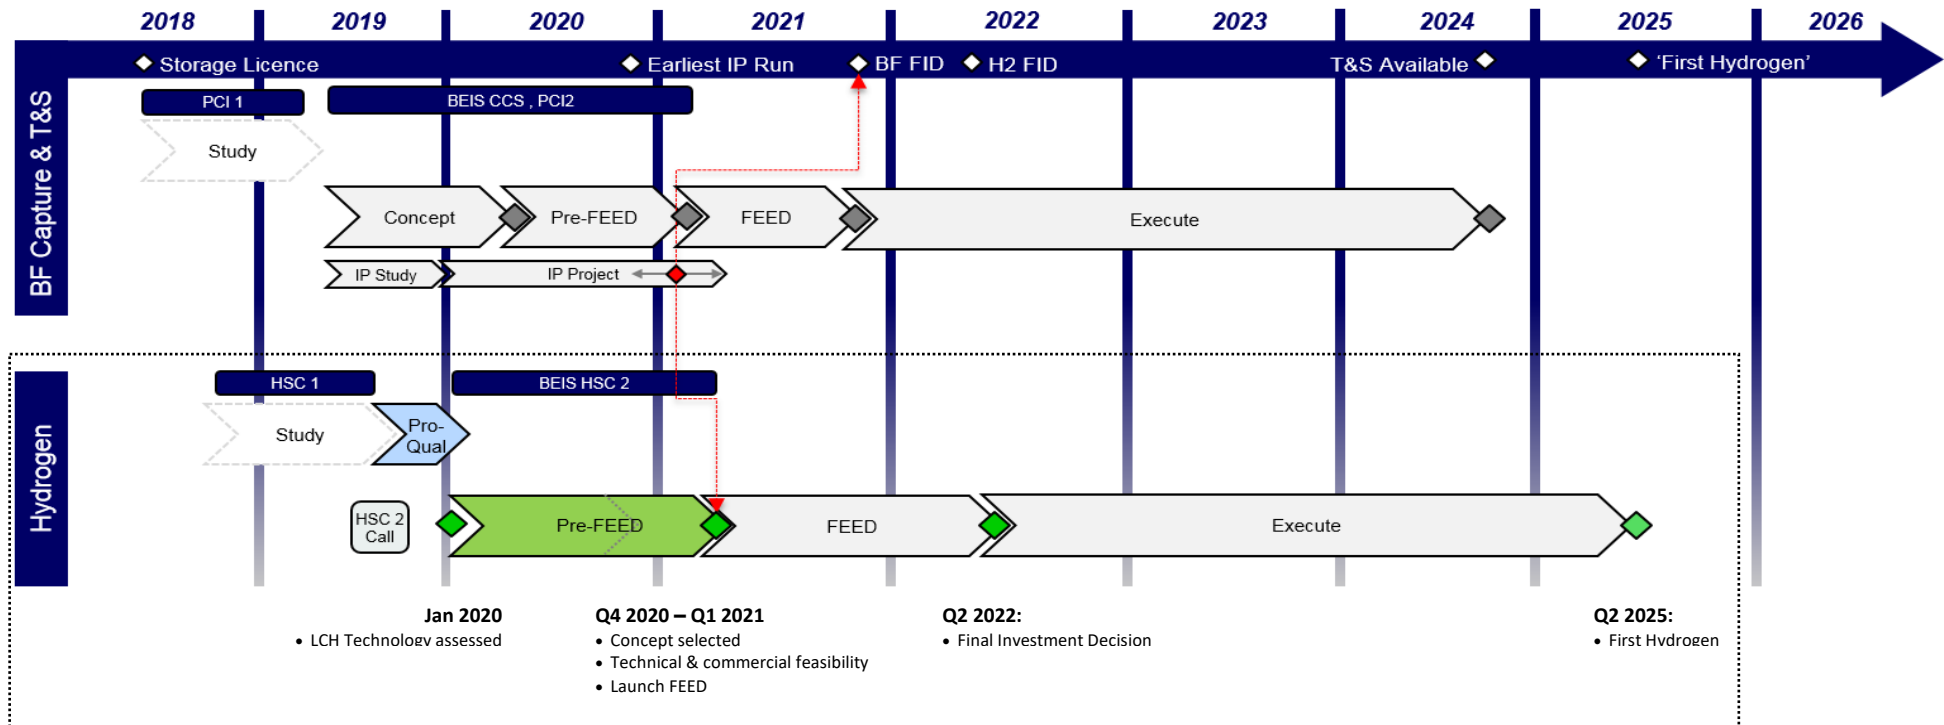 2018 2019 2020 2021 2022 2023 2024 2025 2026
Storage Licence
Earliest IP Run
BF FID
H2 FID
T&S Available
‘First Hydrogen’
BF Capture & T&S
PCI 1
BEIS CCS , PCI2
Study
Concept
Pre-FEED
FEED
Execute
IP Study
IP Project
Hydrogen
HSC 1
BEIS HSC 2
Study
Pro-
Qual
HSC 2
Call
Pre-FEED
FEED
Execute
Jan 2020
• LCH Technology assessed
Q4 2020 – Q1 2021
• Concept selected
• Technical & commercial feasibility
• Launch FEED
Q2 2022:
• Final Investment Decision
Q2 2025:
• First Hydrogen